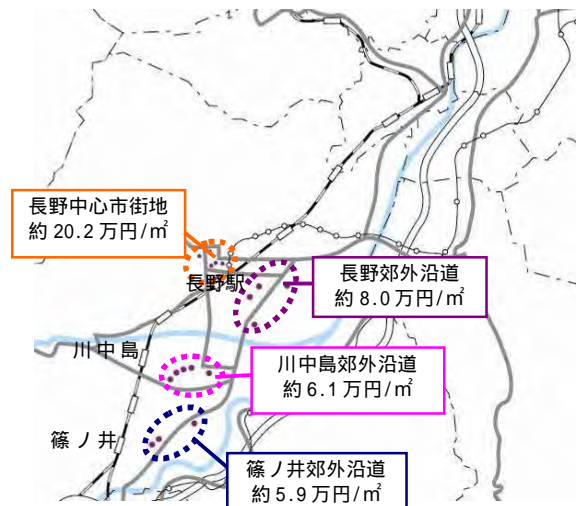 長野中心市街地
約20.2万円/㎡
長野駅
長野郊外沿道
約8.0万円/㎡
川中島
川中島郊外沿道
約6.1万円/㎡
篠ノ井
篠ノ井郊外沿道
約5.9万円/㎡